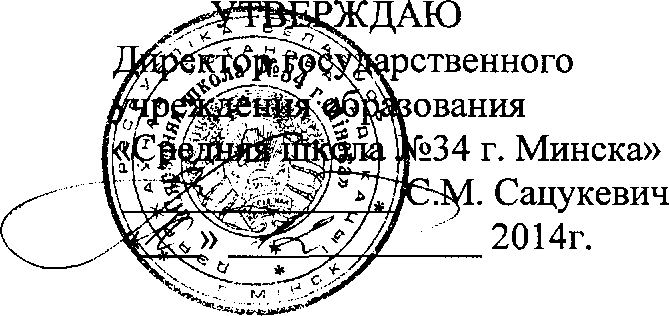 УТВЕРЖДАЮ
Директор государственного
учреждения образования
«Средняя школа №34 г. Минска»
С.М. Сацукевич
« 2014г.